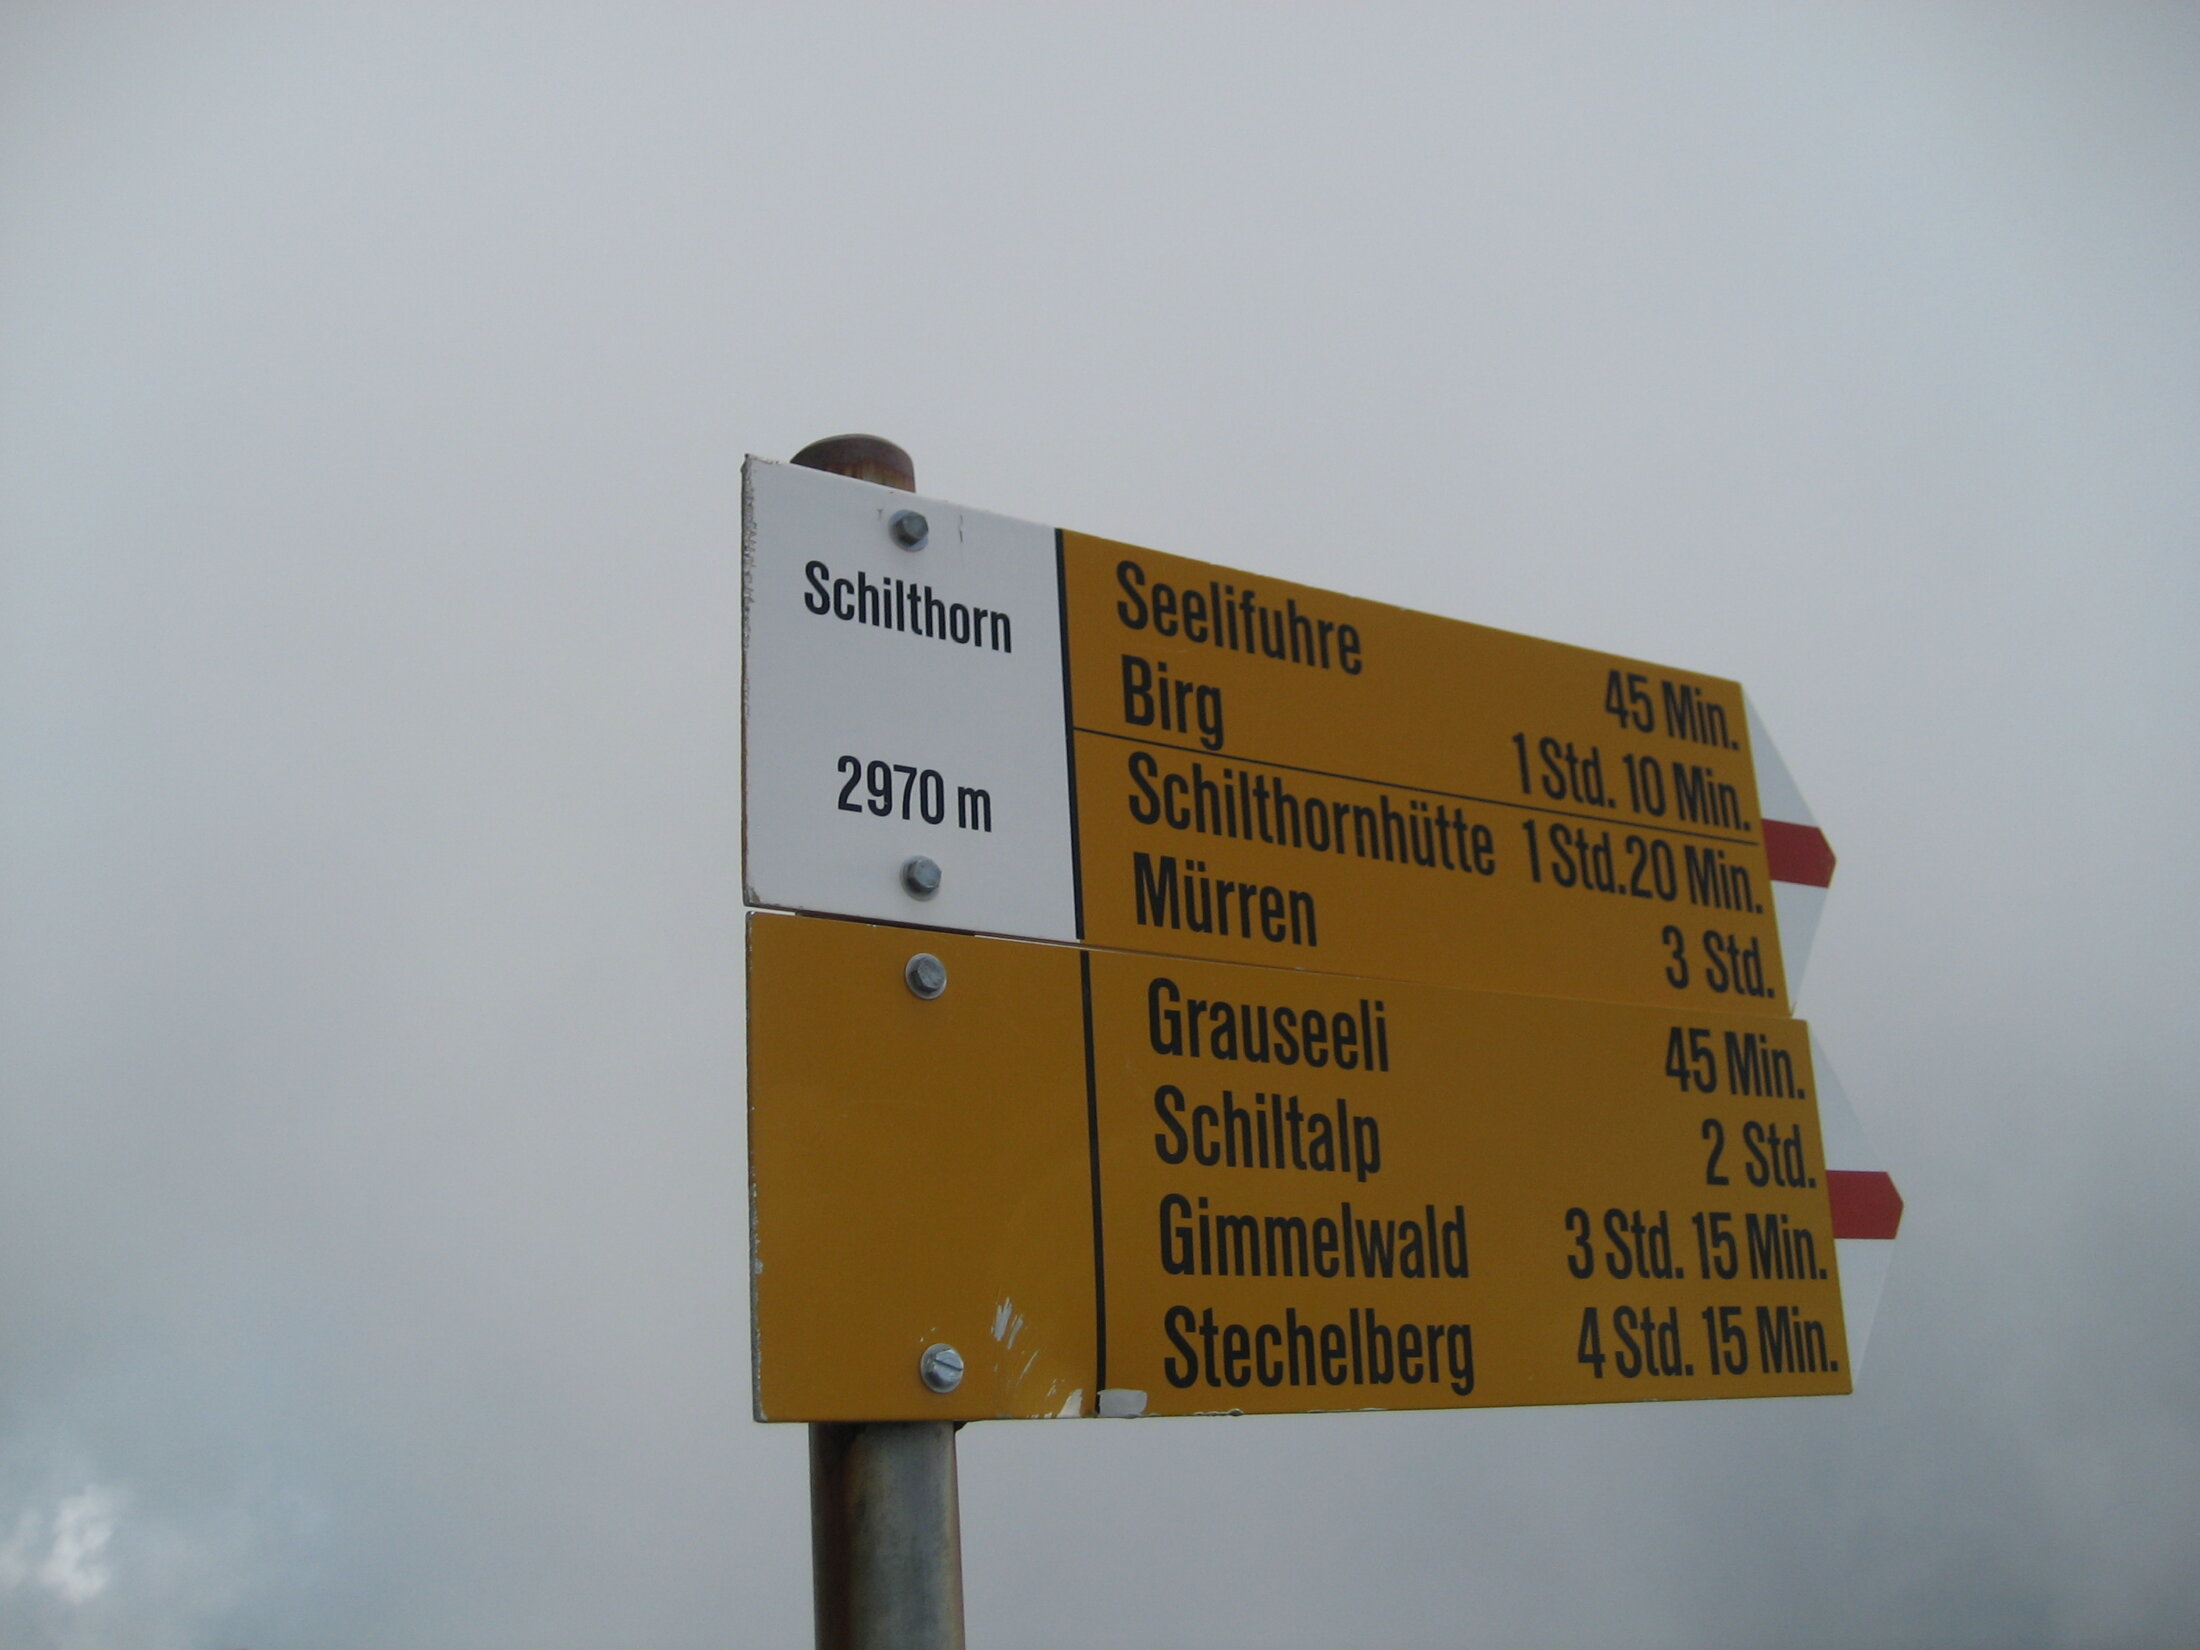 Schilthorn
2970 m
Seelifuhre 45 Min.
Birg 1 Std. 10 Min.
Schilthornhütte 1 Std. 20 Min.
Mürren 3 Std.
Grauseeli 45 Min.
Schiltalp 2 Std.
Gimmelwald 3 Std. 15 Min.
Stechelberg 4 Std. 15 Min.